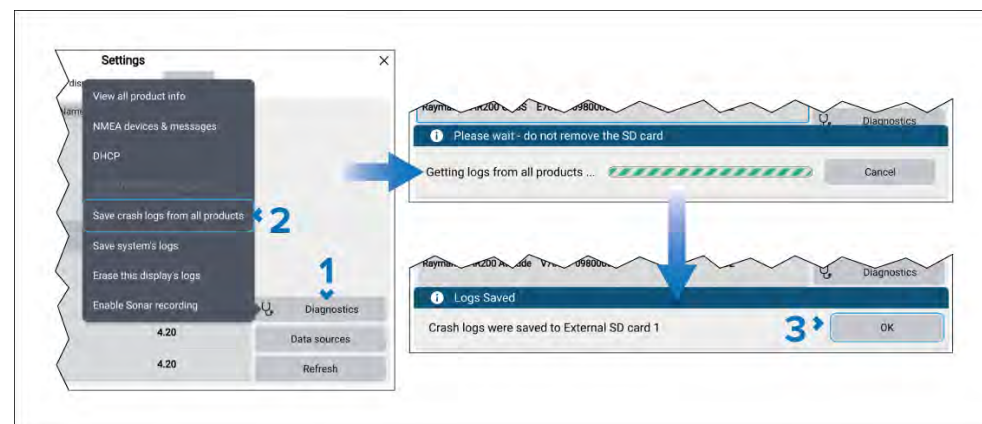 Settings
View all product info
NMEA devices & messages
DHCP
Save crash logs from all products
2
Save system's logs
Erase this display's logs
Enable Sonar recording
1
Diagnostics
4.20
Data sources
4.20
Refresh
Diagnostics
Please wait - do not remove the SD card
Getting logs from all products ...
Cancel
Diagnostics
Logs Saved
Crash logs were saved to External SD card 1
3
OK